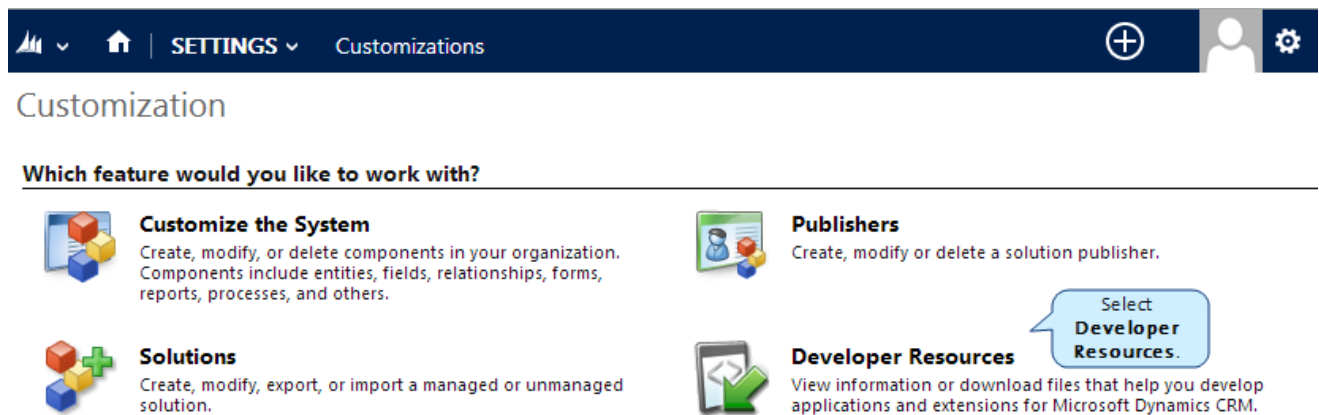 SETTINGS Customizations
Customization
Which feature would you like to work with?
Customize the System
Create, modify, or delete components in your organization.
Components include entities, fields, relationships, forms,
reports, processes, and others.
Publishers
Create, modify or delete a solution publisher.
Select
Developer
Resources.
Solutions
Create, modify, export, or import a managed or unmanaged
solution.
Developer Resources
View information or download files that help you develop
applications and extensions for Microsoft Dynamics CRM.